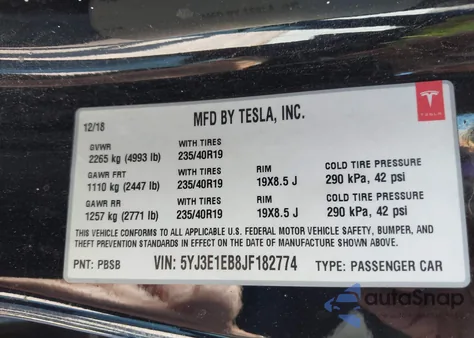 TESLA
12/18 MFD BY TESLA, INC.
GVWR WITH TIRES
2265 kg (4993 lb) 235/40R19
GAWR FRT WITH TIRES RIM COLD TIRE PRESSURE
1110 kg (2447 lb) 235/40R19 19X8.5 J 290 kPa, 42 psi
GAWR RR WITH TIRES RIM COLD TIRE PRESSURE
1257 kg (2771 lb) 235/40R19 19X8.5 J 290 kPa, 42 psi
THIS VEHICLE CONFORMS TO ALL APPLICABLE U.S. FEDERAL MOTOR VEHICLE SAFETY, BUMPER, AND
THEFT PREVENTION STANDARDS IN EFFECT ON THE DATE OF MANUFACTURE SHOWN ABOVE.
PNT: PBSB VIN: 5YJ3E1EB8JF182774 TYPE: PASSENGER CAR
autoSnap